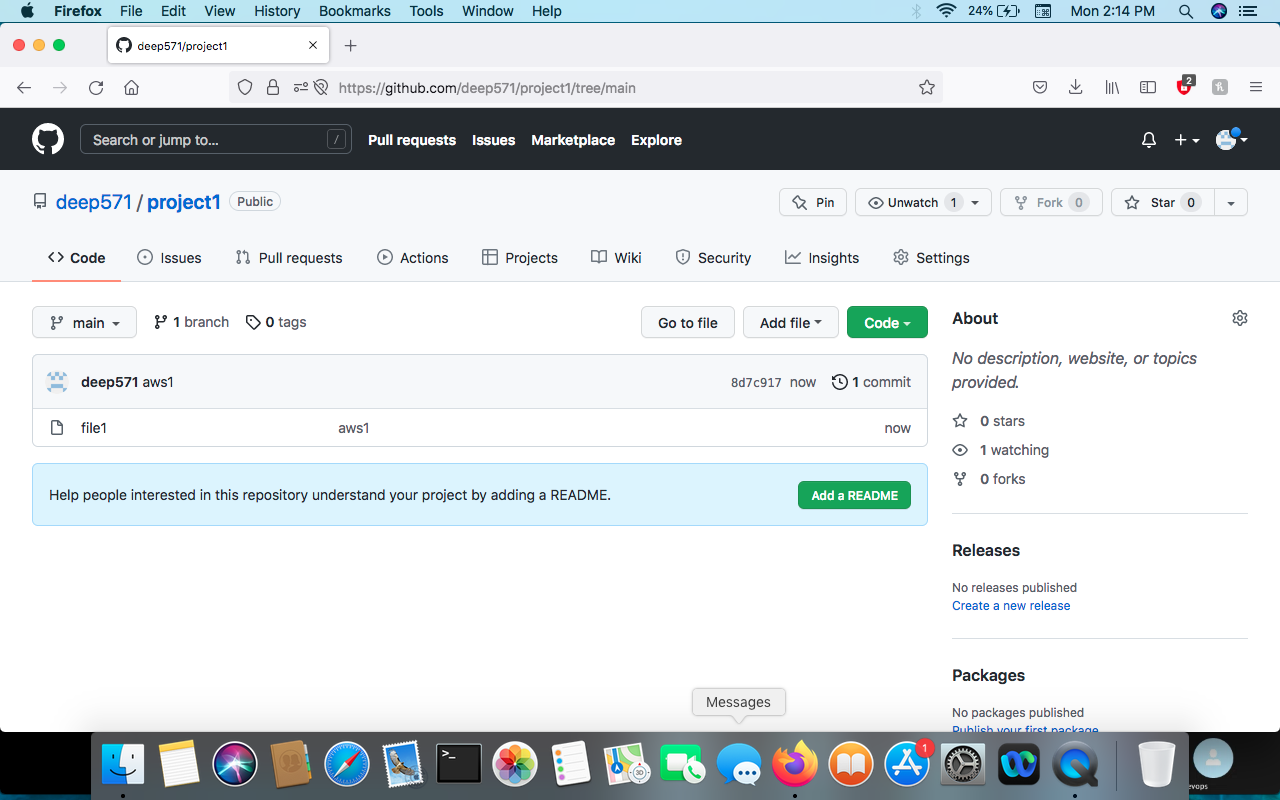 Firefox File Edit View History Bookmarks Tools Window Help 24% Mon 2:14 PM
deep571/project1
https://github.com/deep571/project1/tree/main 2
Search or jump to... / Pull requests Issues Marketplace Explore
deep571 / project1 Public Pin Unwatch 1 Fork 0 Star 0
Code Issues Pull requests Actions Projects Wiki Security Insights Settings
main 1 branch 0 tags Go to file Add file Code
deep571 aws1 8d7c917 now 1 commit
file1 aws1 now
Help people interested in this repository understand your project by adding a README. Add a README
About
No description, website, or topics
provided.
0 stars
1 watching
0 forks
Releases
No releases published
Create a new release
Packages
No packages published
Publish your first package
Messages
3D
1
evops